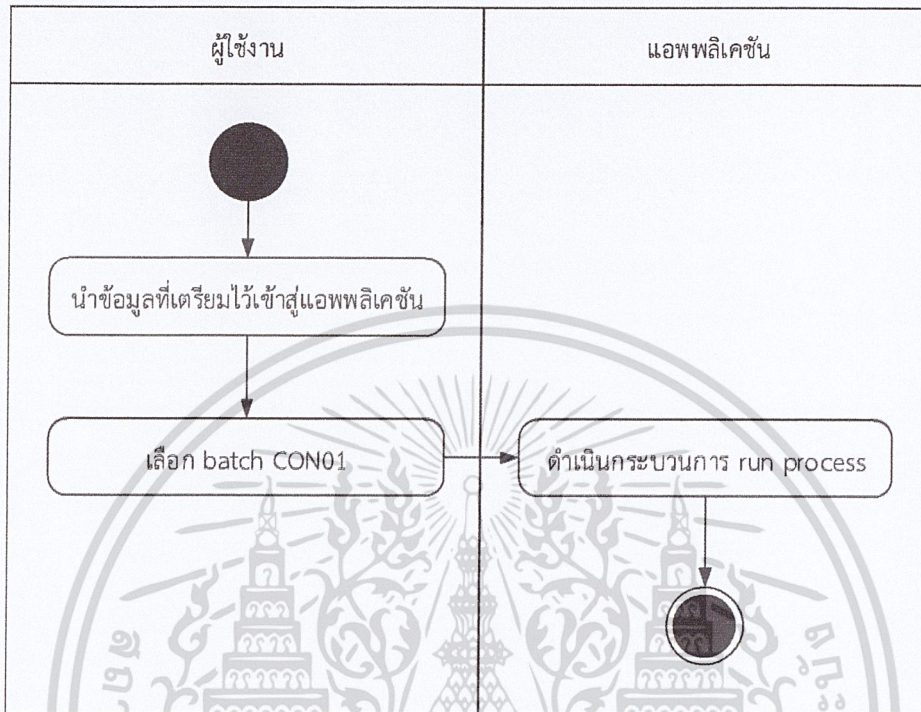 ผู้ใช้งาน
แอพพลิเคชัน
นำข้อมูลที่เตรียมไว้เข้าสู่แอพพลิเคชัน
เลือก batch CON01
ดำเนินกระบวนการ run process